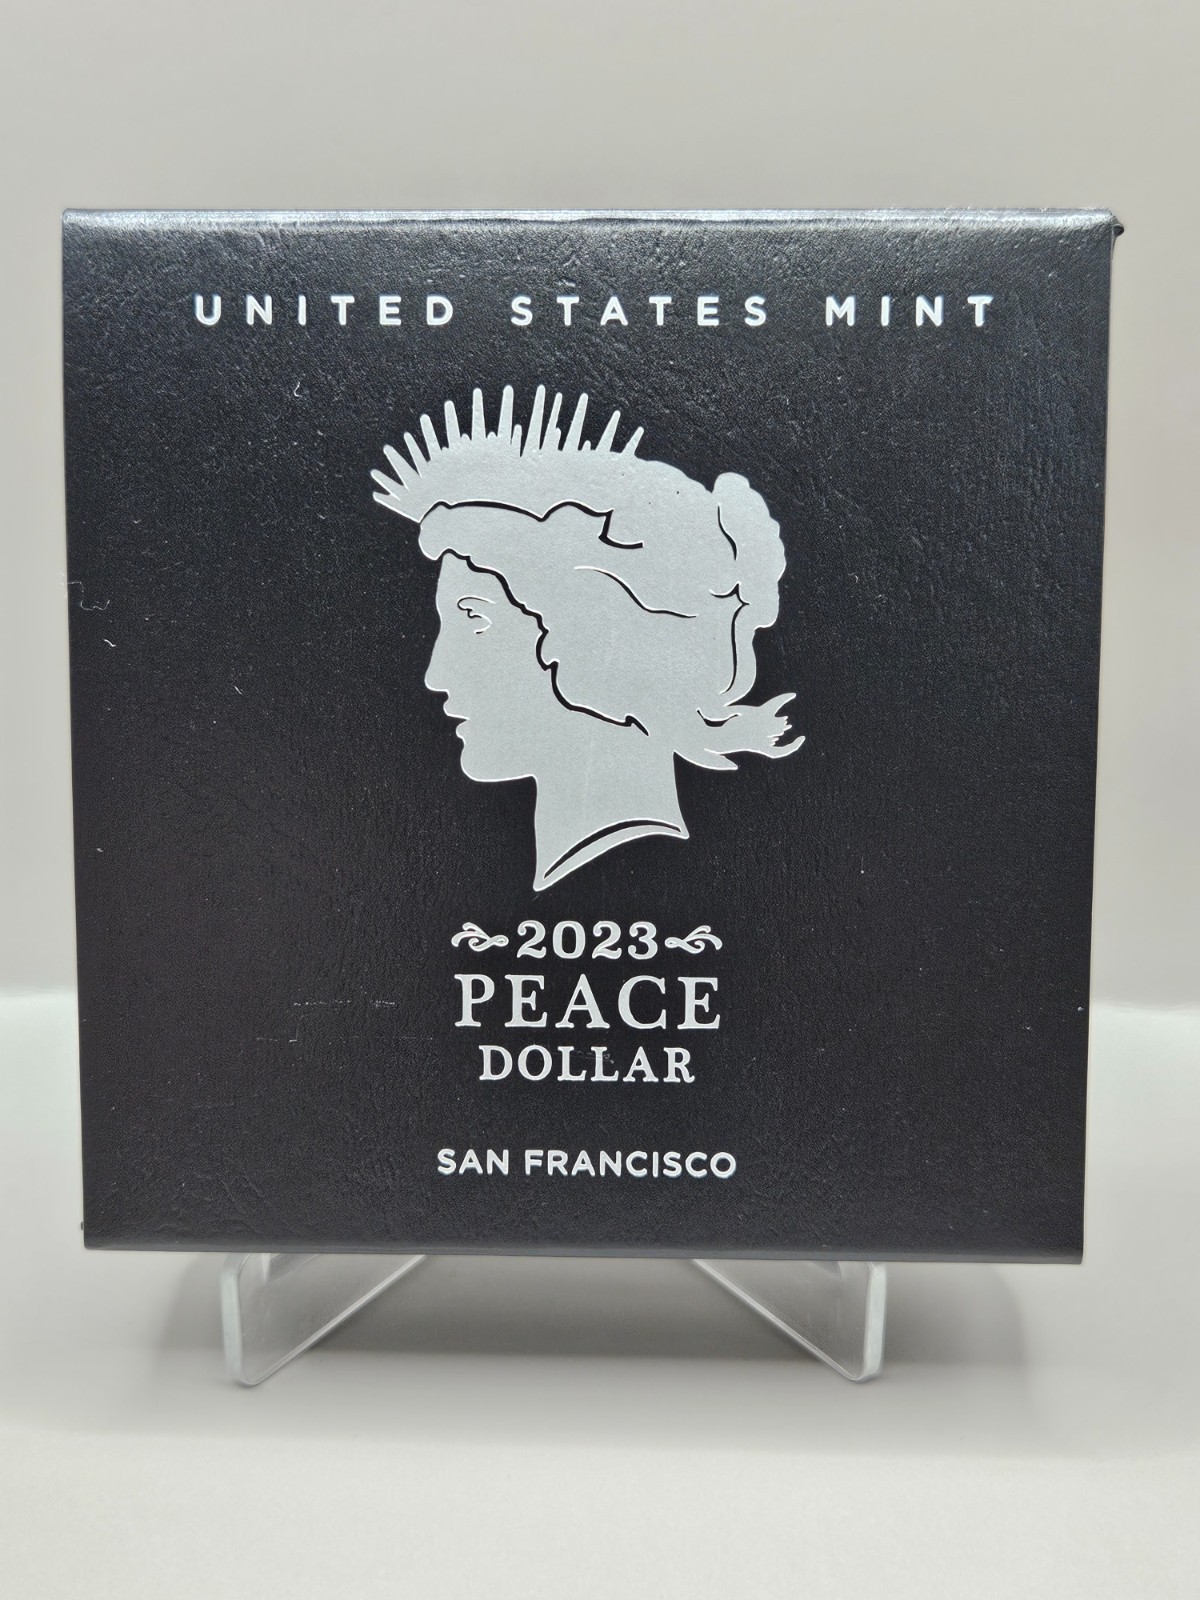 UNITED STATES MINT
2023
PEACE
DOLLAR
SAN FRANCISCO